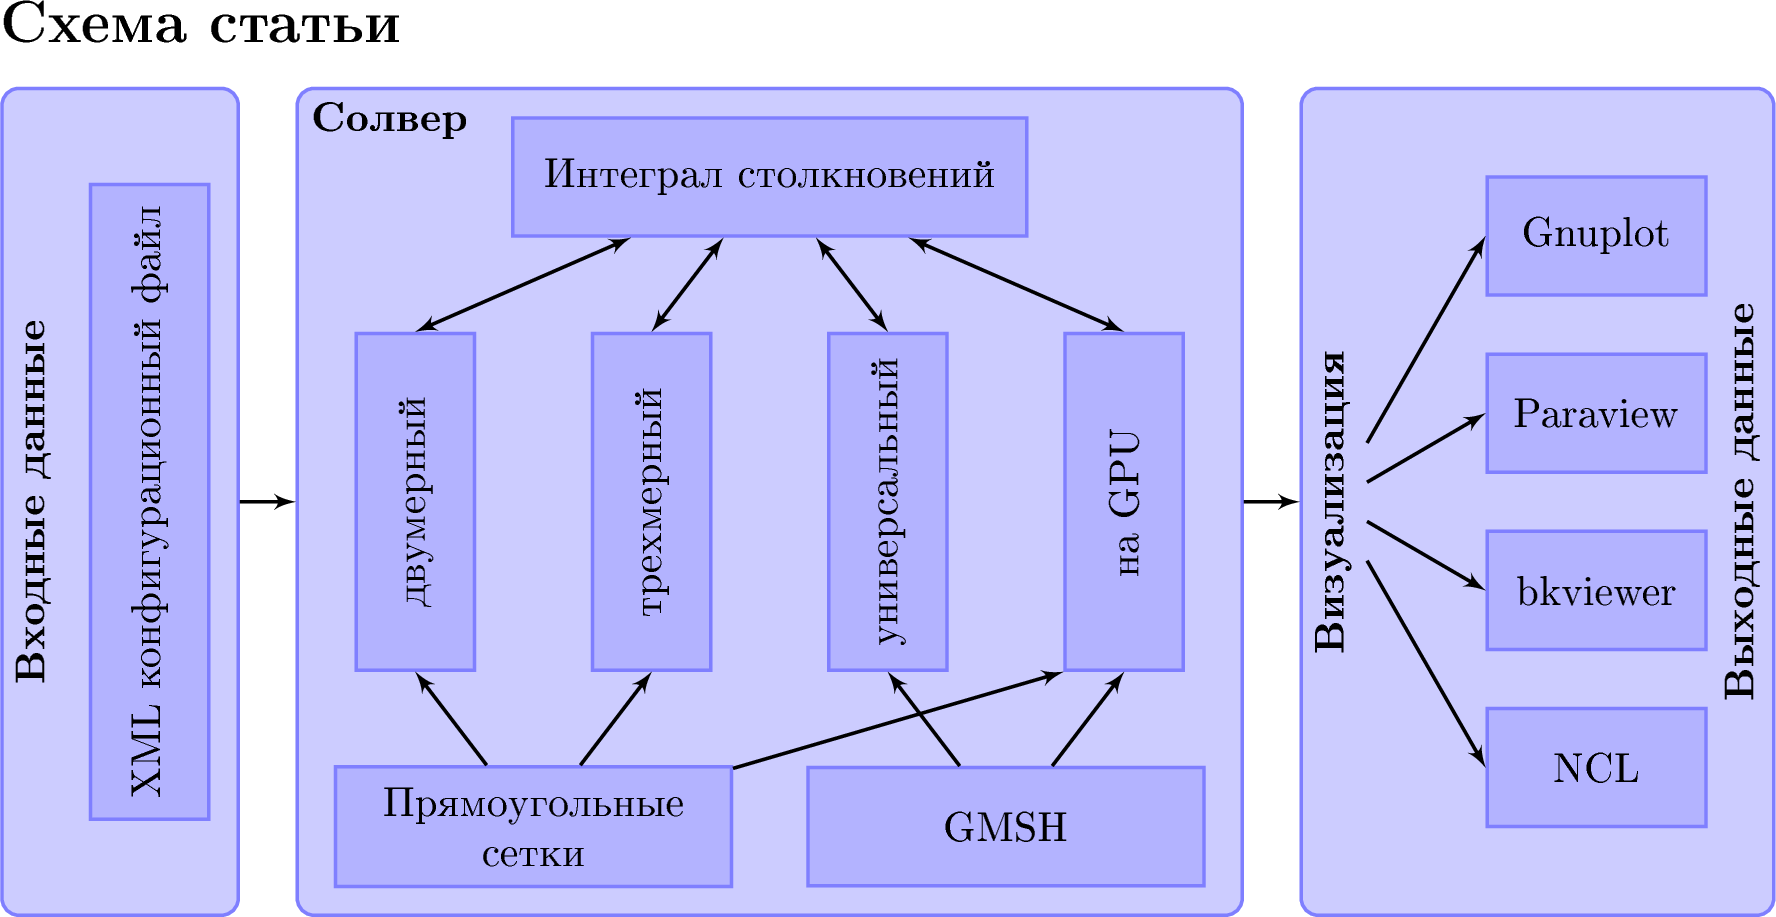 Схема статьи
Входные данные
XML конфигурационный файл
Солвер
Интеграл столкновений
двумерный
трехмерный
универсальный
на GPU
Прямоугольные
сетки
GMSH
Визуализация
Gnuplot
Paraview
bkviewer
NCL
Выходные данные